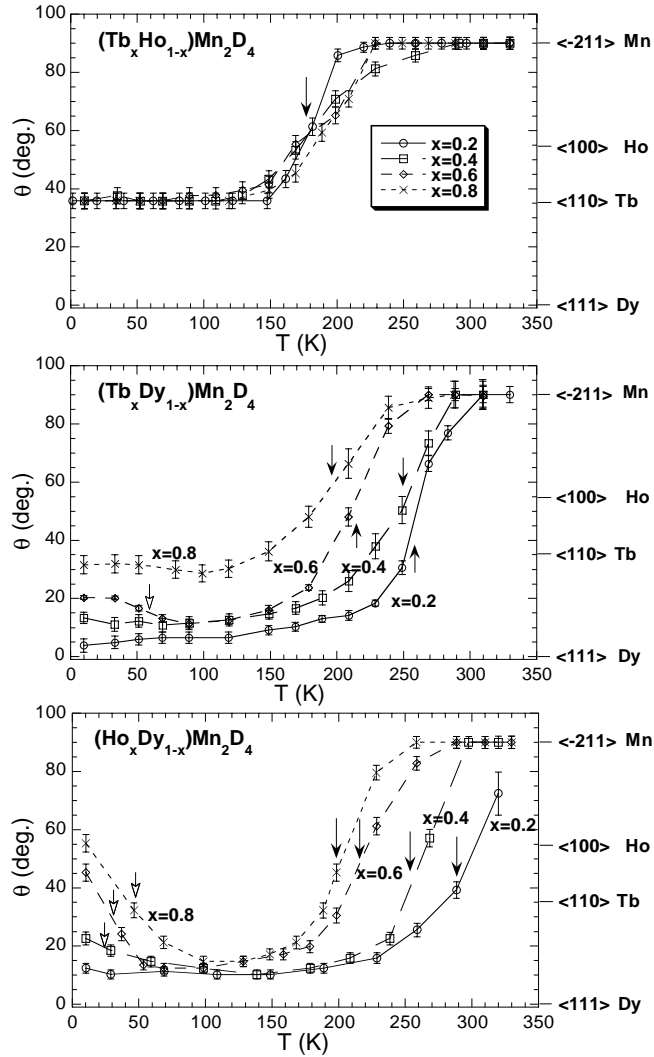 (TbₓHo₁₋ₓ)Mn₂D₄
100
80
60
40
20
0
θ (deg.)
<-211> Mn
<100> Ho
<110> Tb
<111> Dy
x=0.2
x=0.4
x=0.6
x=0.8
0 50 100 150 200 250 300 350
T (K)
(TbₓDy₁₋ₓ)Mn₂D₄
100
80
60
40
20
0
θ (deg.)
<-211> Mn
<100> Ho
<110> Tb
<111> Dy
x=0.8
x=0.6
x=0.4
x=0.2
0 50 100 150 200 250 300 350
T (K)
(HoₓDy₁₋ₓ)Mn₂D₄
100
80
60
40
20
0
θ (deg.)
<-211> Mn
<100> Ho
<110> Tb
<111> Dy
x=0.8
x=0.6
x=0.4
x=0.2
0 50 100 150 200 250 300 350
T (K)